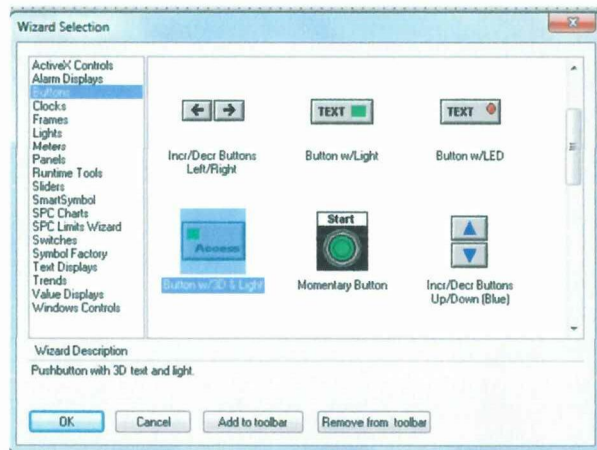 Wizard Selection
ActiveX Controls
Alarm Displays
Buttons
Clocks
Frames
Lights
Meters
Panels
Runtime Tools
Sliders
SmartSymbol
SPC Charts
SPC Limits Wizard
Switches
Symbol Factory
Text Displays
Trends
Value Displays
Windows Controls
TEXT
TEXT
Incr/Decr Buttons
Left/Right
Button w/Light
Button w/LED
Access
Start
Button w/3D & Light
Momentary Button
Incr/Decr Buttons
Up/Down (Blue)
Wizard Description
Pushbutton with 3D text and light.
OK
Cancel
Add to toolbar
Remove from toolbar